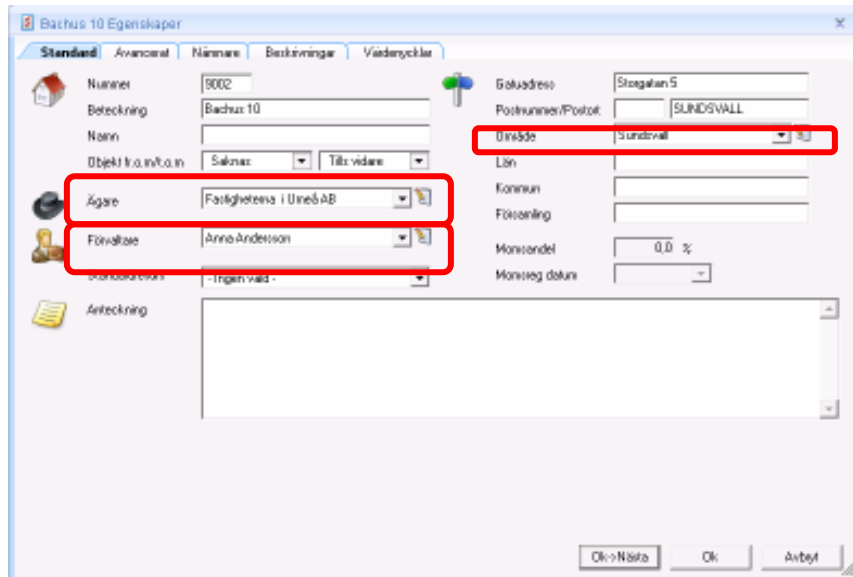 Bachus 10 Egenskaper
Standard Avancerat Nämnare Beskrivningar Värdenycklar
Nummer 9002
Beteckning Bachus 10
Namn
Objekt fr.o.m/t.o.m Saknas Tills vidare
Ägare Fastigheterna i Umeå AB
Förvaltare Anna Andersson
- Ingen vald -
Anteckning
Gatuadress Storgatan 5
Postnummer/Postort SUNDSVALL
Område Sundsvall
Län
Kommun
Församling
Momsandel 0,0 %
Momsreg datum
Ok->Nästa Ok Avbryt